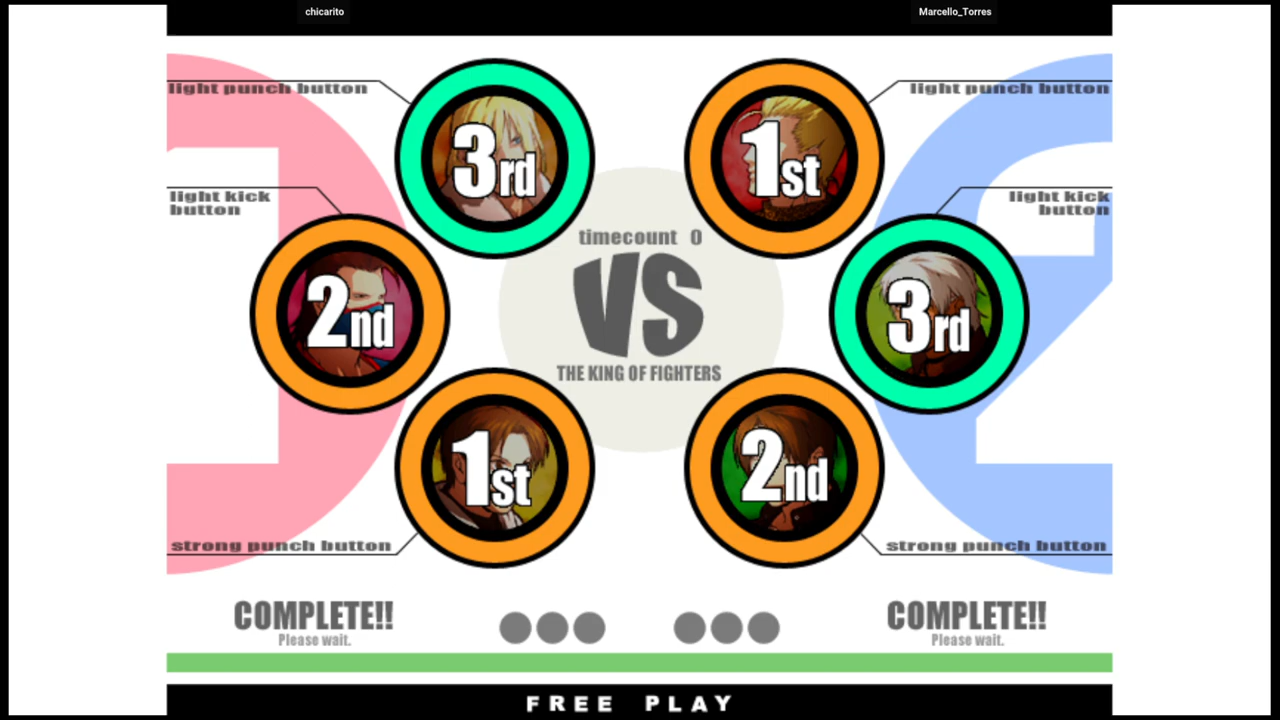 chicarito
Marcello_Torres
light punch button
light punch button
3rd
1st
light kick
button
light kick
button
timecount 0
VS
THE KING OF FIGHTERS
2nd
3rd
1st
2nd
strong punch button
strong punch button
COMPLETE!!
Please wait.
COMPLETE!!
Please wait.
FREE PLAY